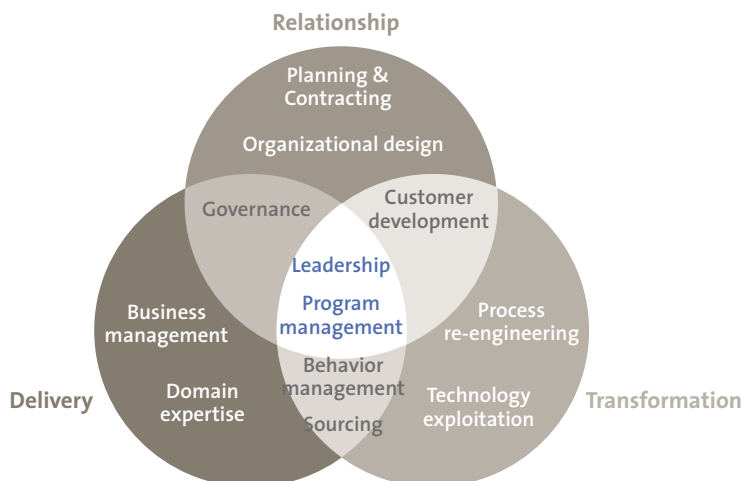 Relationship
Planning &
Contracting
Organizational design
Governance
Customer
development
Leadership
Program
management
Business
management
Process
re-engineering
Behavior
management
Domain
expertise
Sourcing
Technology
exploitation
Delivery
Transformation